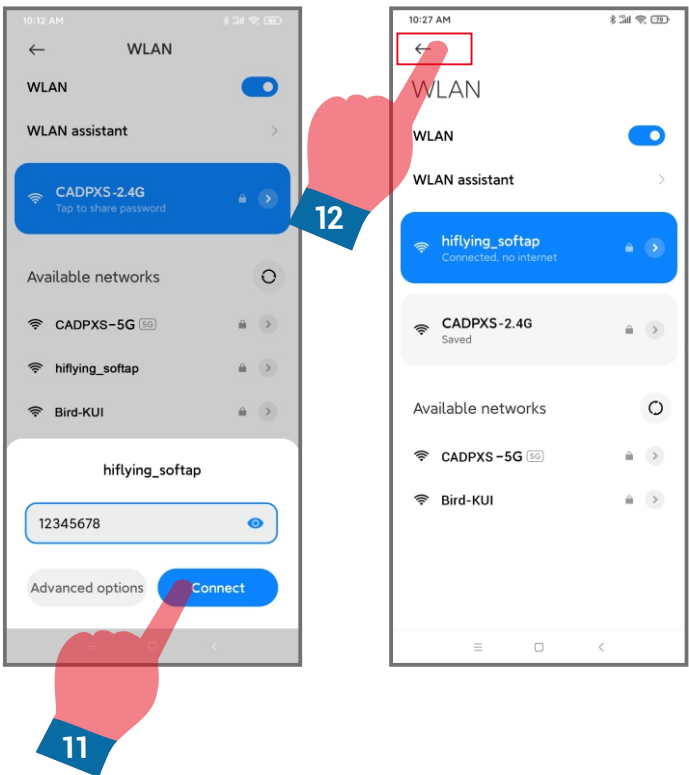 10:12 AM
80
WLAN
WLAN
WLAN assistant
CADPXS-2.4G
Tap to share password
Available networks
CADPXS-5G 5G
hiflying_softap
Bird-KUI
hiflying_softap
12345678
Advanced options
Connect
11
12
10:27 AM
79
WLAN
WLAN
WLAN assistant
hiflying_softap
Connected, no internet
CADPXS-2.4G
Saved
Available networks
CADPXS-5G 5G
Bird-KUI